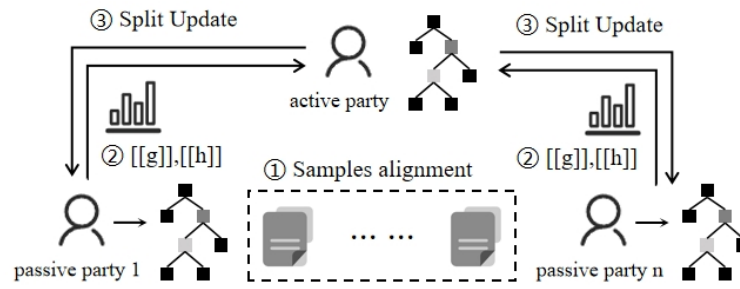 ③ Split Update
③ Split Update
active party
② [[g]],[[h]]
② [[g]],[[h]]
① Samples alignment
... ...
passive party 1
passive party n